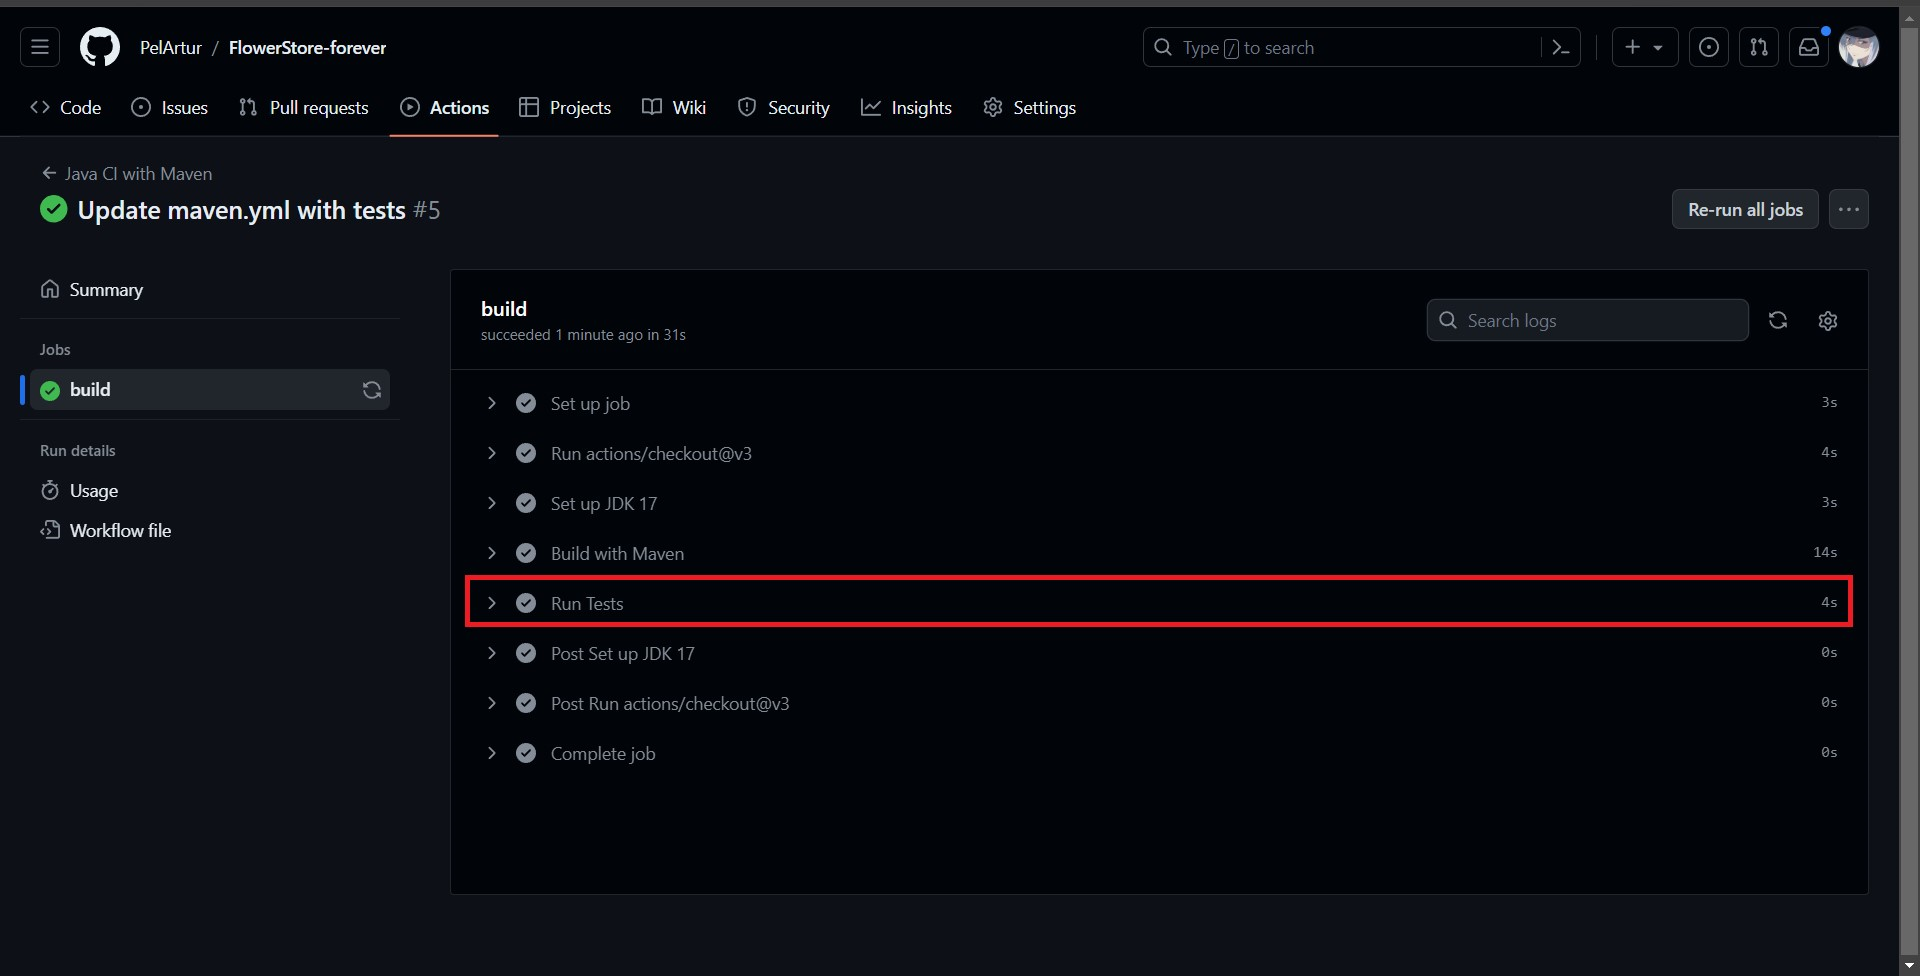 PelArtur / FlowerStore-forever
Type / to search
Code Issues Pull requests Actions Projects Wiki Security Insights Settings
Java CI with Maven
Update maven.yml with tests #5
Re-run all jobs
Summary
Jobs
build
Run details
Usage
Workflow file
build
succeeded 1 minute ago in 31s
Search logs
Set up job 3s
Run actions/checkout@v3 4s
Set up JDK 17 3s
Build with Maven 14s
Run Tests 4s
Post Set up JDK 17 0s
Post Run actions/checkout@v3 0s
Complete job 0s